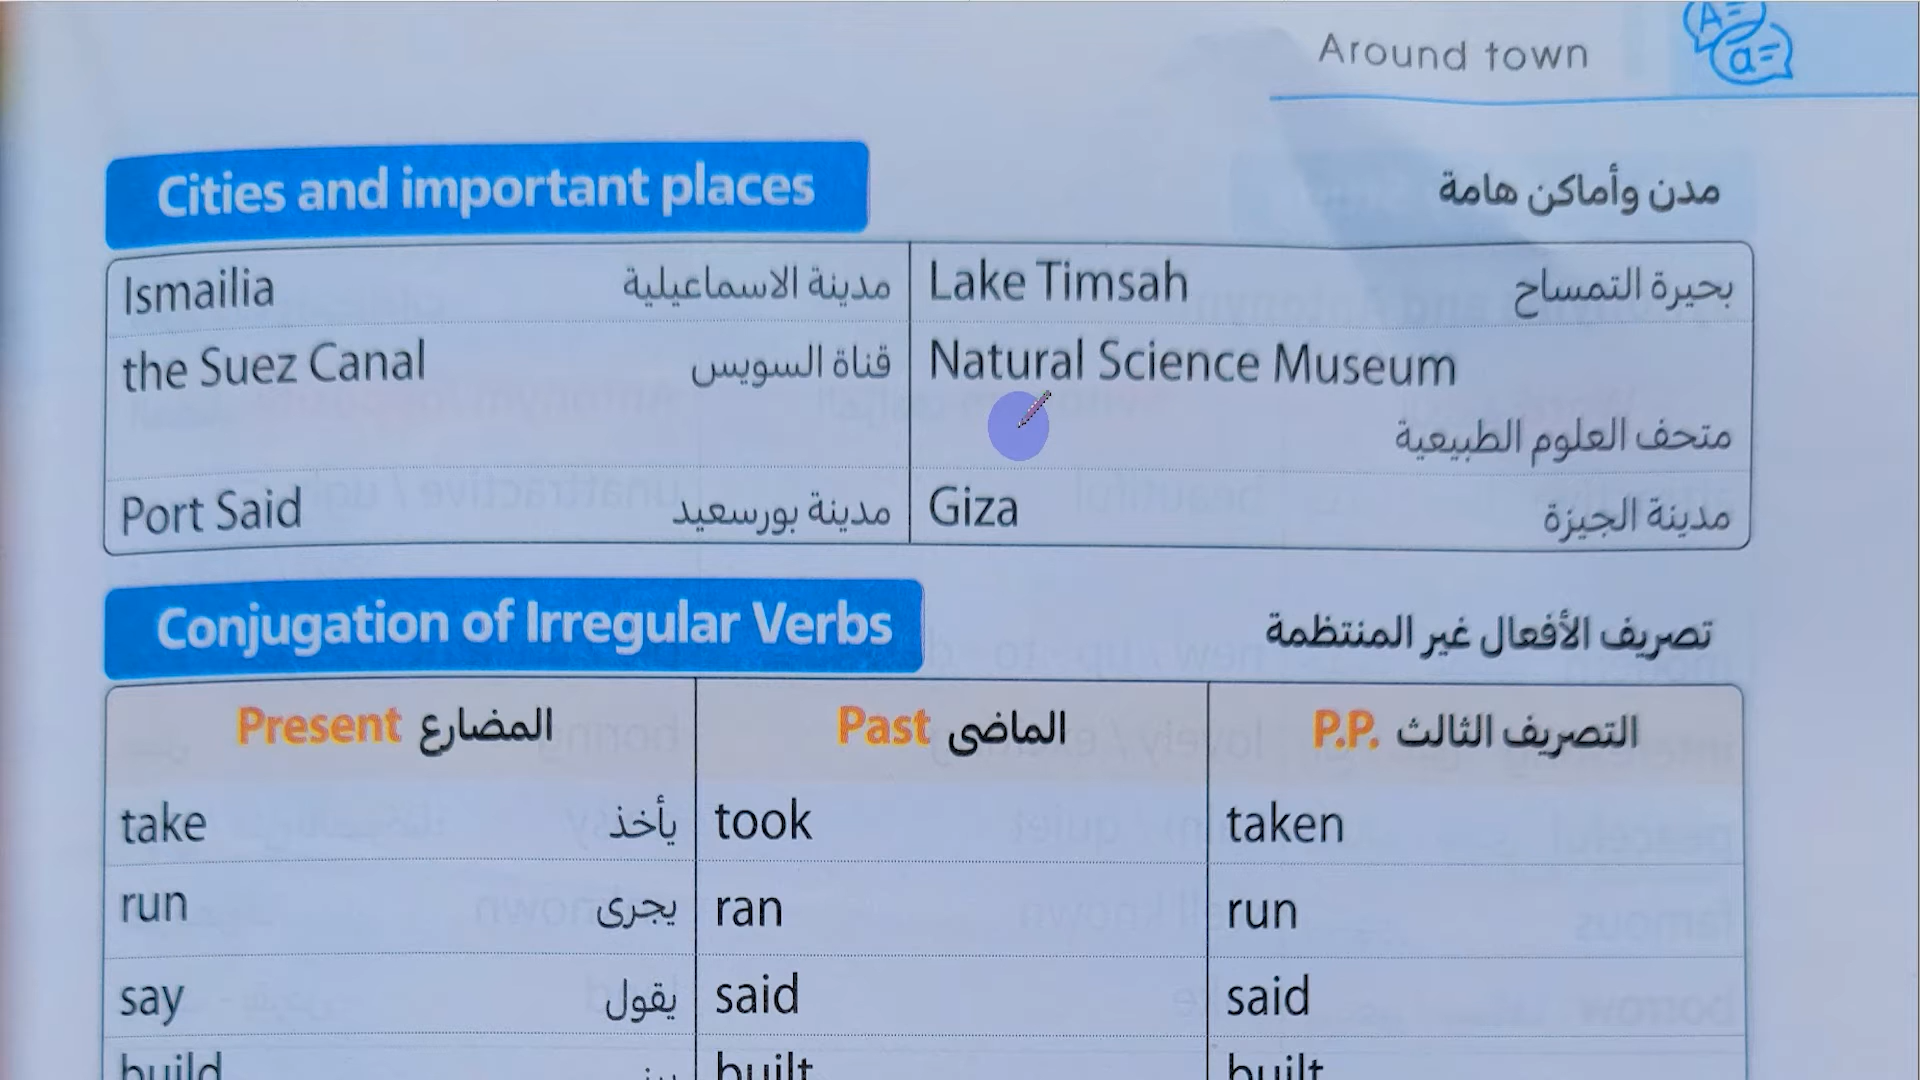 Around town
Cities and important places مدن وأماكن هامة
Ismailia مدينة الاسماعيلية Lake Timsah بحيرة التمساح
the Suez Canal قناة السويس Natural Science Museum
متحف العلوم الطبيعية
Port Said مدينة بورسعيد Giza مدينة الجيزة
Conjugation of Irregular Verbs تصريف الأفعال غير المنتظمة
Present المضارع Past الماضى P.P. التصريف الثالث
take يأخذ took taken
run يجرى ran run
say يقول said said
build built built